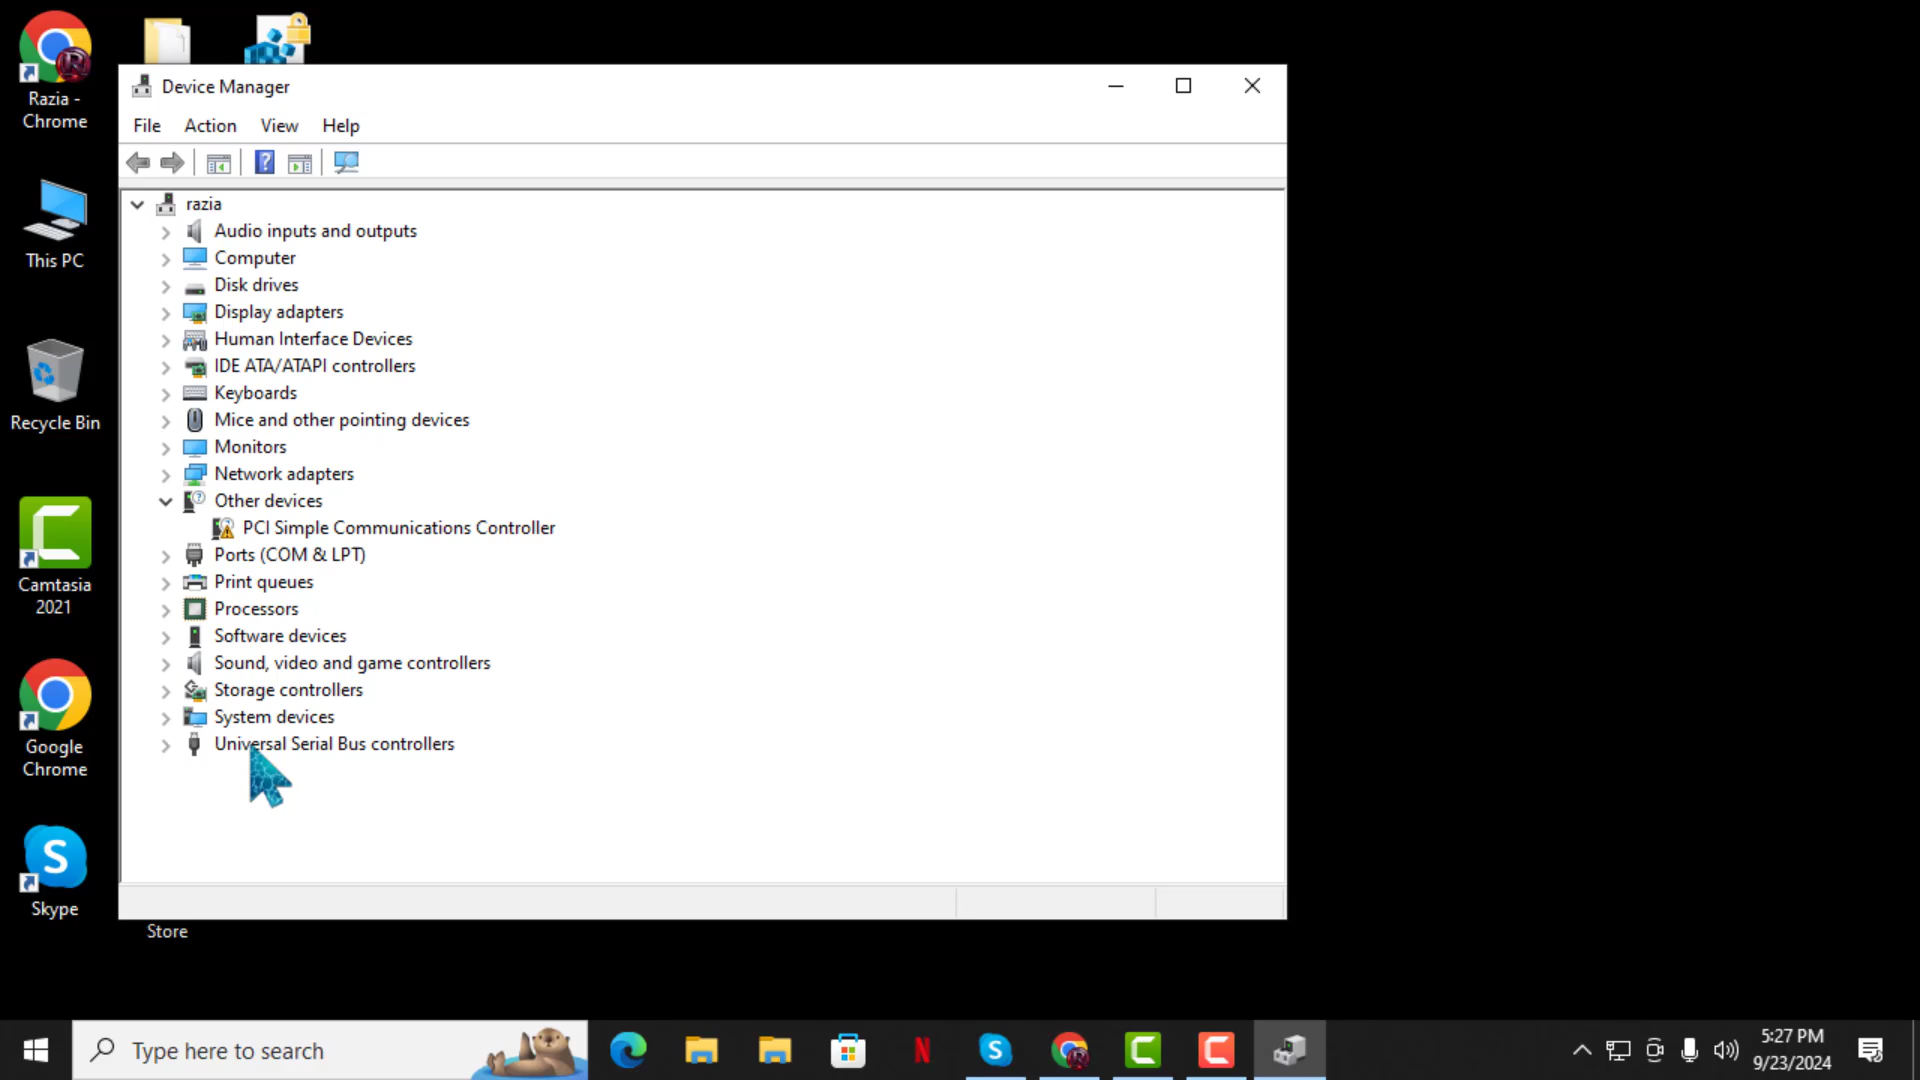 Razia -
Chrome
This PC
Recycle Bin
Camtasia
2021
Google
Chrome
Skype
Store
Device Manager
File Action View Help
razia
Audio inputs and outputs
Computer
Disk drives
Display adapters
Human Interface Devices
IDE ATA/ATAPI controllers
Keyboards
Mice and other pointing devices
Monitors
Network adapters
Other devices
PCI Simple Communications Controller
Ports (COM & LPT)
Print queues
Processors
Software devices
Sound, video and game controllers
Storage controllers
System devices
Universal Serial Bus controllers
Type here to search
5:27 PM
9/23/2024